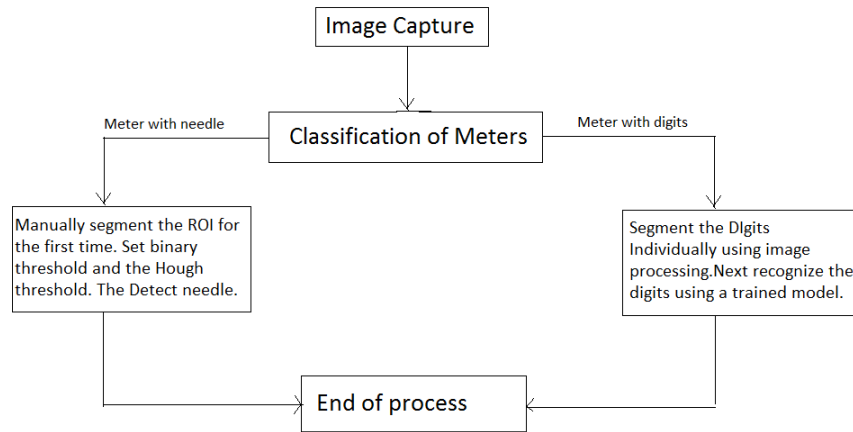 Image Capture
Meter with needle
Meter with digits
Classification of Meters
Manually segment the ROI for
the first time. Set binary
threshold and the Hough
threshold. The Detect needle.
Segment the DIgits
Individually using image
processing.Next recognize the
digits using a trained model.
End of process